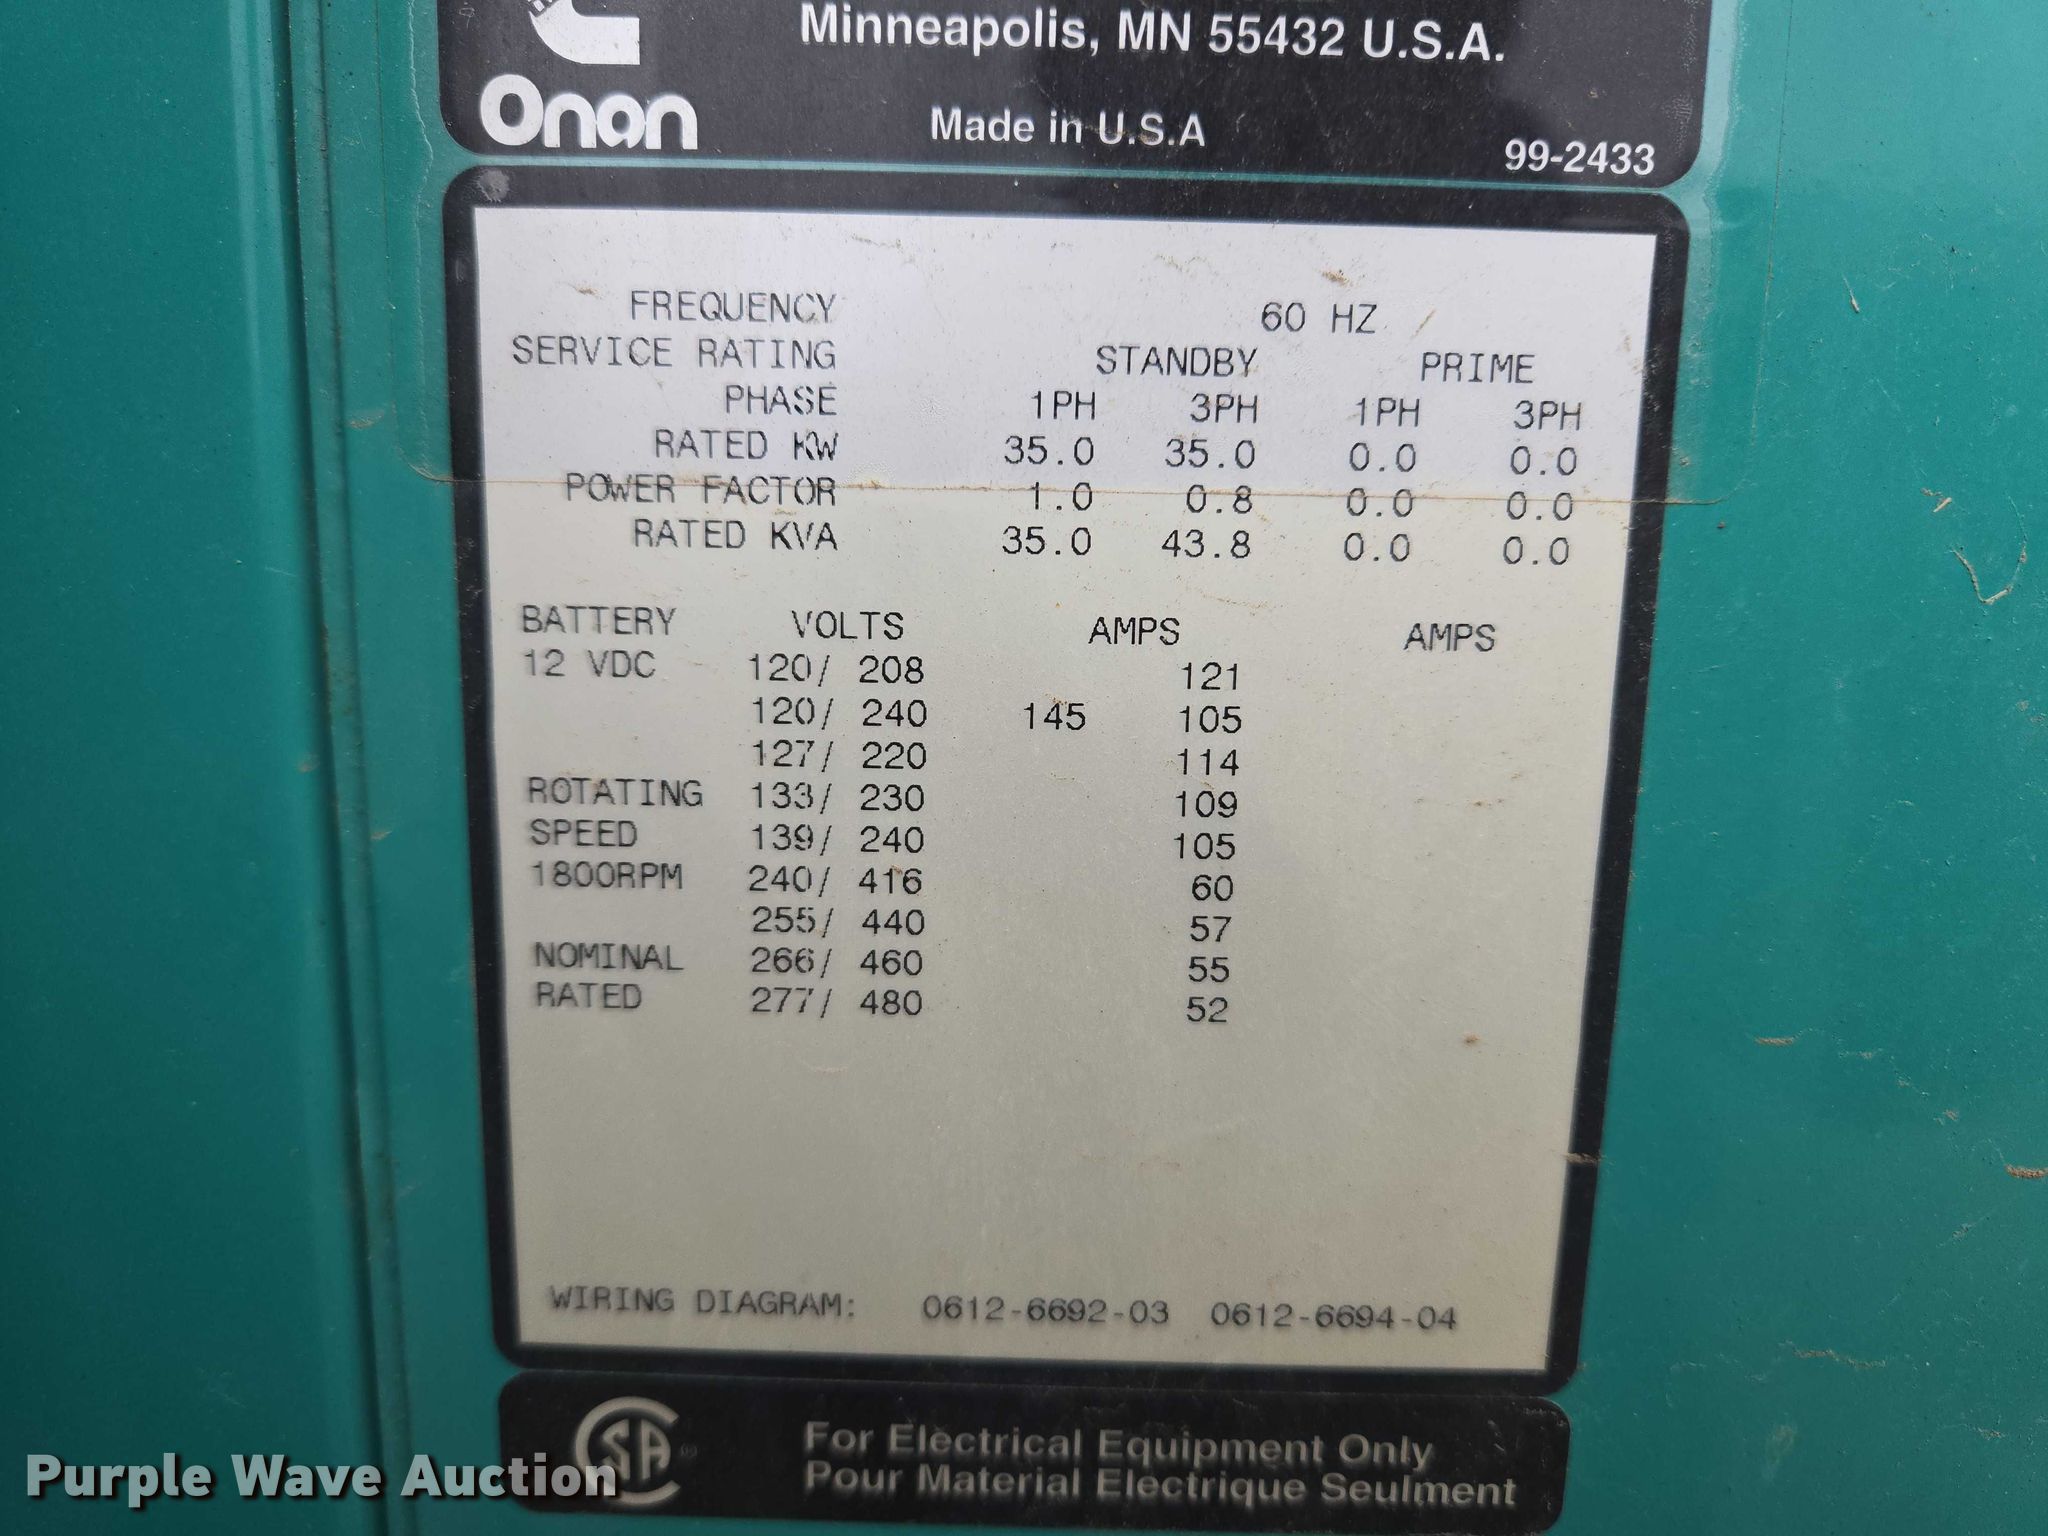 Minneapolis, MN 55432 U.S.A.
Onan
Made in U.S.A
99-2433
FREQUENCY 60 HZ
SERVICE RATING STANDBY PRIME
PHASE 1PH 3PH 1PH 3PH
RATED KW 35.0 35.0 0.0 0.0
POWER FACTOR 1.0 0.8 0.0 0.0
RATED KVA 35.0 43.8 0.0 0.0
BATTERY VOLTS AMPS AMPS
12 VDC 120/ 208 121
120/ 240 145 105
127/ 220 114
ROTATING 133/ 230 109
SPEED 139/ 240 105
1800RPM 240/ 416 60
255/ 440 57
NOMINAL 266/ 460 55
RATED 277/ 480 52
WIRING DIAGRAM: 0612-6692-03 0612-6694-04
SA ®
For Electrical Equipment Only
Pour Material Electrique Seulment
Purple Wave Auction